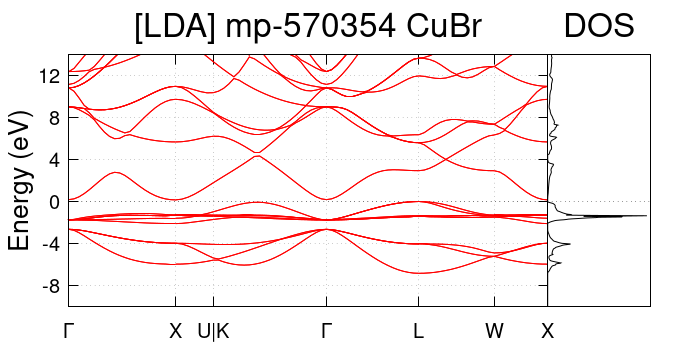 [LDA] mp-570354 CuBr DOS
12
8
4
0
-4
-8
Energy (eV)
Γ X U|K Γ L W X